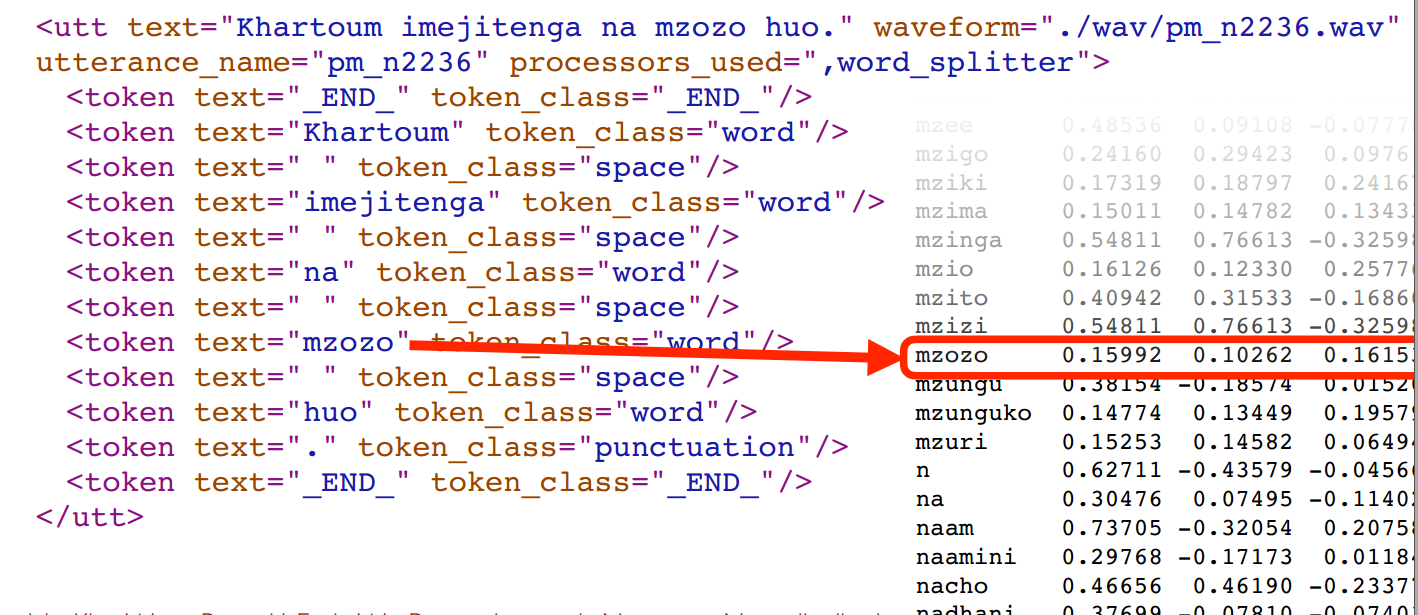 <utt text="Khartoum imejitenga na mzozo huo." waveform="./wav/pm_n2236.wav"
utterance_name="pm_n2236" processors_used=",word_splitter">
<token text="_END_" token_class="_END_"/>
<token text="Khartoum" token_class="word"/>
<token text=" " token_class="space"/>
<token text="imejitenga" token_class="word"/>
<token text=" " token_class="space"/>
<token text="na" token_class="word"/>
<token text=" " token_class="space"/>
<token text="mzozo" token_class="word"/>
<token text=" " token_class="space"/>
<token text="huo" token_class="word"/>
<token text="." token_class="punctuation"/>
<token text="_END_" token_class="_END_"/>
</utt>
mzee 0.48536 0.09108 -0.0777
mzigo 0.24160 0.29423 0.0976
mziki 0.17319 0.18797 0.2416
mzima 0.15011 0.14782 0.1343
mzinga 0.54811 0.76613 -0.3259
mzio 0.16126 0.12330 0.2577
mzito 0.40942 0.31533 -0.1686
mzizi 0.54811 0.76613 -0.3259
mzozo 0.15992 0.10262 0.1615
mzungu 0.38154 -0.18574 0.0152
mzunguko 0.14774 0.13449 0.1957
mzuri 0.15253 0.14582 0.0649
n 0.62711 -0.43579 -0.0456
na 0.30476 0.07495 -0.1140
naam 0.73705 -0.32054 0.2075
naamini 0.29768 -0.17173 0.0118
nacho 0.46656 0.46190 -0.2337
nadhani 0.37699 -0.07810 -0.0740